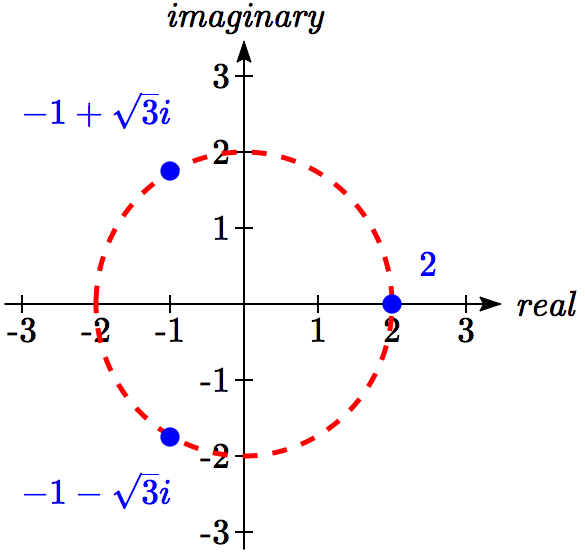 imaginary
3
−1 + √3i
2
1
2
real
-3 -2 -1 1 2 3
-1
-2
−1 − √3i
-3